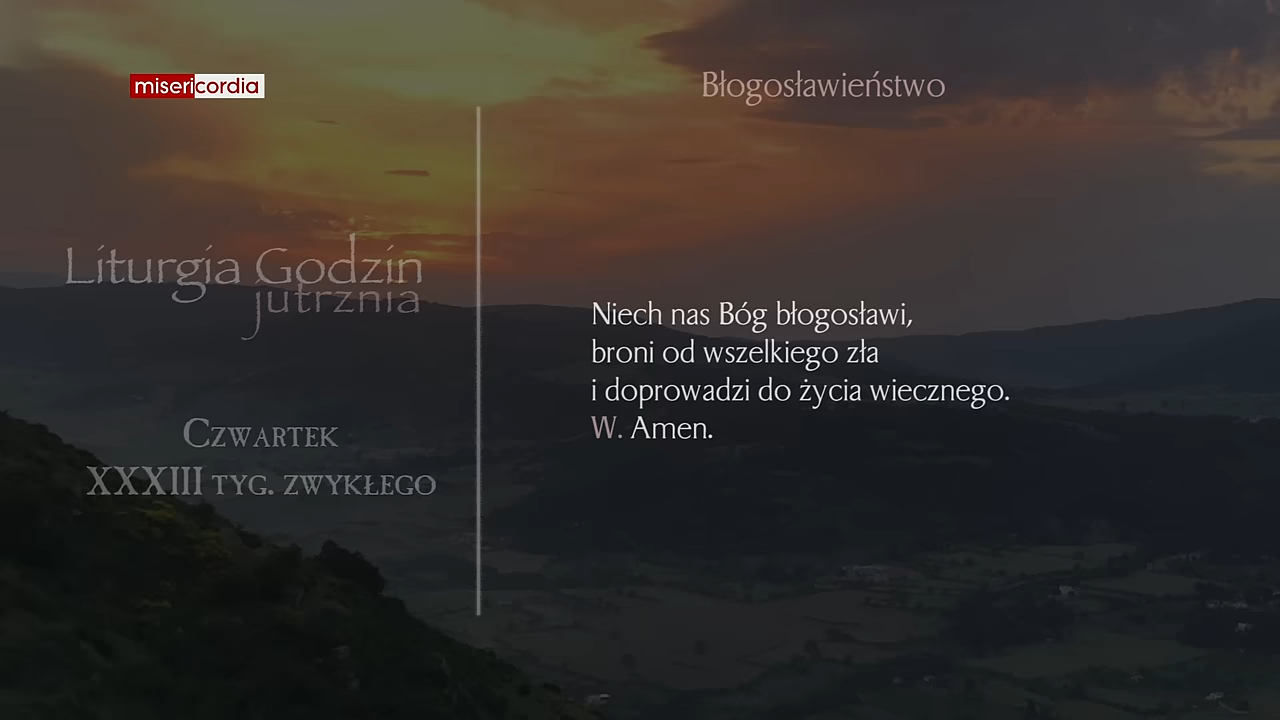 misericordia
Błogosławieństwo
Liturgia Godzin
jutrznia
Niech nas Bóg błogosławi,
broni od wszelkiego zła
i doprowadzi do życia wiecznego.
W. Amen.
Czwartek
XXXIII tyg. zwykłego